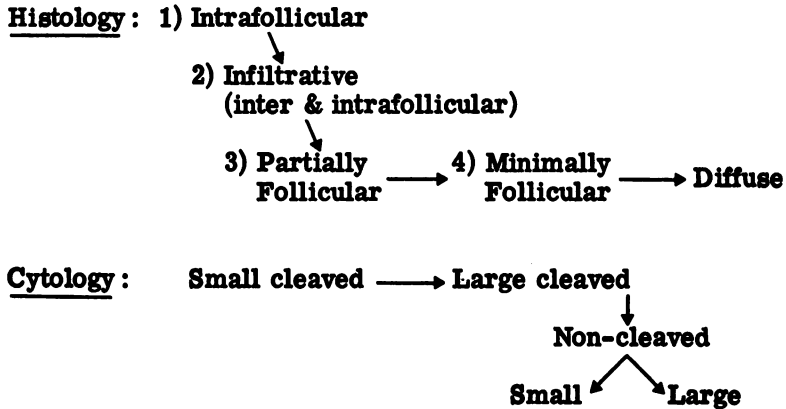 Histology: 1) Intrafollicular
2) Infiltrative
(inter & intrafollicular)
3) Partially Follicular
4) Minimally Follicular
Diffuse
Cytology: Small cleaved
Large cleaved
Non-cleaved
Small
Large